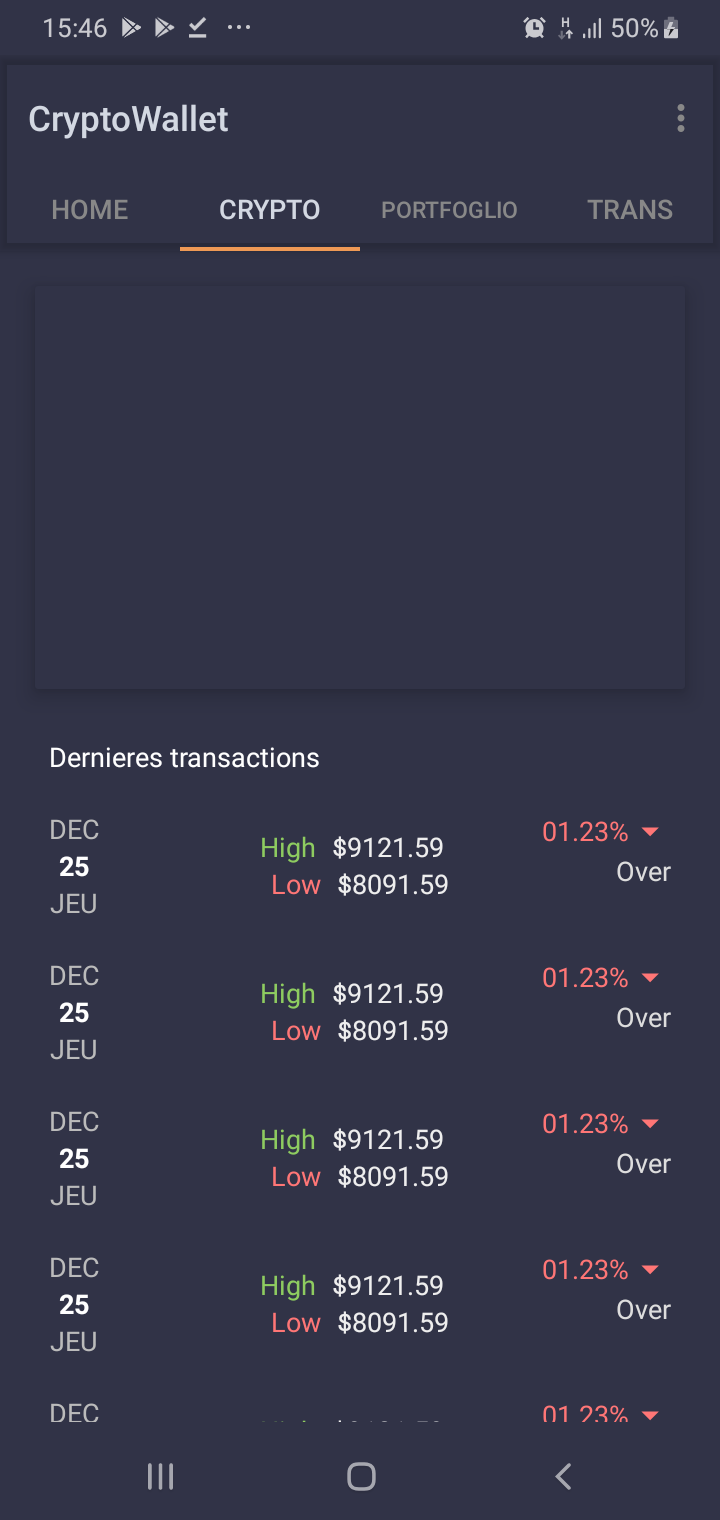 15:46 H 50%
CryptoWallet
HOME CRYPTO PORTFOGLIO TRANS
Dernieres transactions
DEC
25
JEU
High $9121.59
Low $8091.59
01.23%
Over
DEC
25
JEU
High $9121.59
Low $8091.59
01.23%
Over
DEC
25
JEU
High $9121.59
Low $8091.59
01.23%
Over
DEC
25
JEU
High $9121.59
Low $8091.59
01.23%
Over
DEC
01.23%